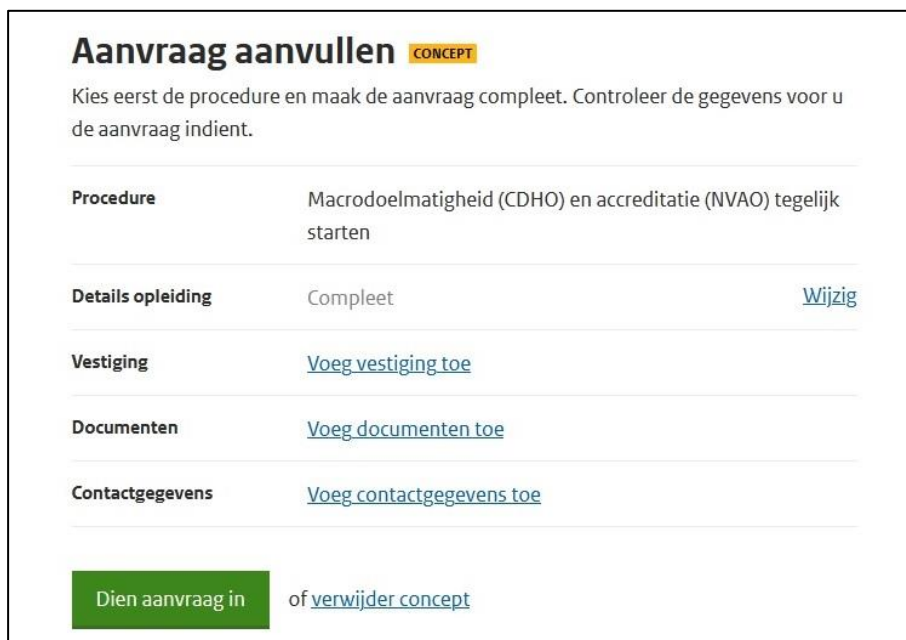 Aanvraag aanvullen CONCEPT
Kies eerst de procedure en maak de aanvraag compleet. Controleer de gegevens voor u
de aanvraag indient.
Procedure Macrodoelmatigheid (CDHO) en accreditatie (NVAO) tegelijk
starten
Details opleiding Compleet Wijzig
Vestiging Voeg vestiging toe
Documenten Voeg documenten toe
Contactgegevens Voeg contactgegevens toe
Dien aanvraag in of verwijder concept